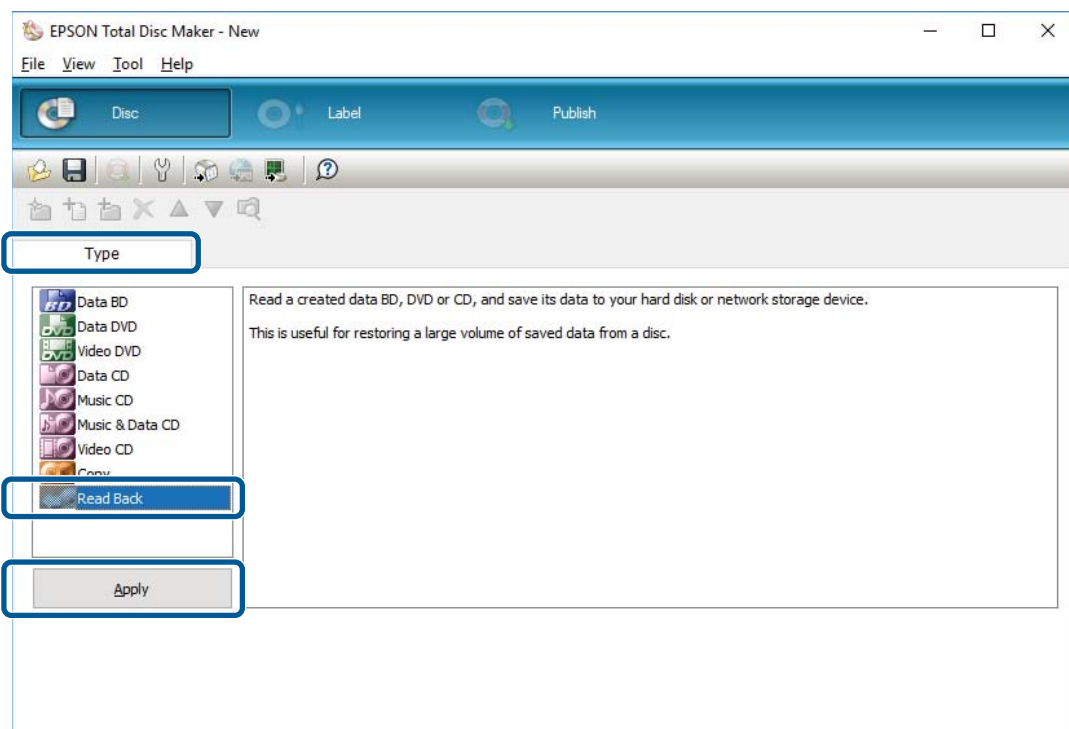 EPSON Total Disc Maker - New
File View Tool Help
Disc Label Publish
Type
Data BD
Data DVD
Video DVD
Data CD
Music CD
Music & Data CD
Video CD
Copy
Read Back
Apply
Read a created data BD, DVD or CD, and save its data to your hard disk or network storage device.
This is useful for restoring a large volume of saved data from a disc.